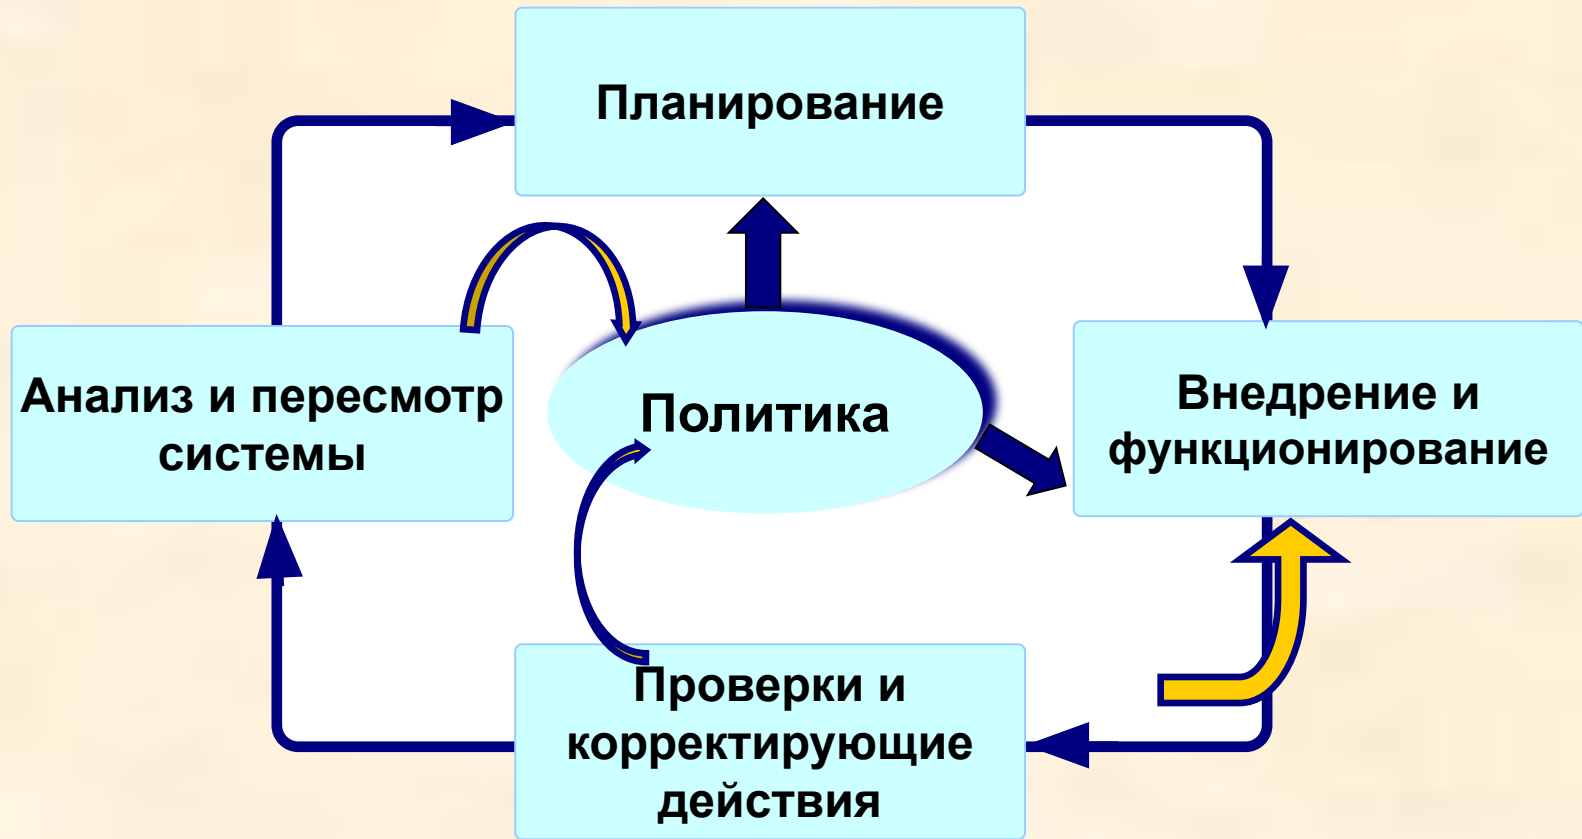 Планирование
Анализ и пересмотр
системы
Политика
Внедрение и
функционирование
Проверки и
корректирующие
действия